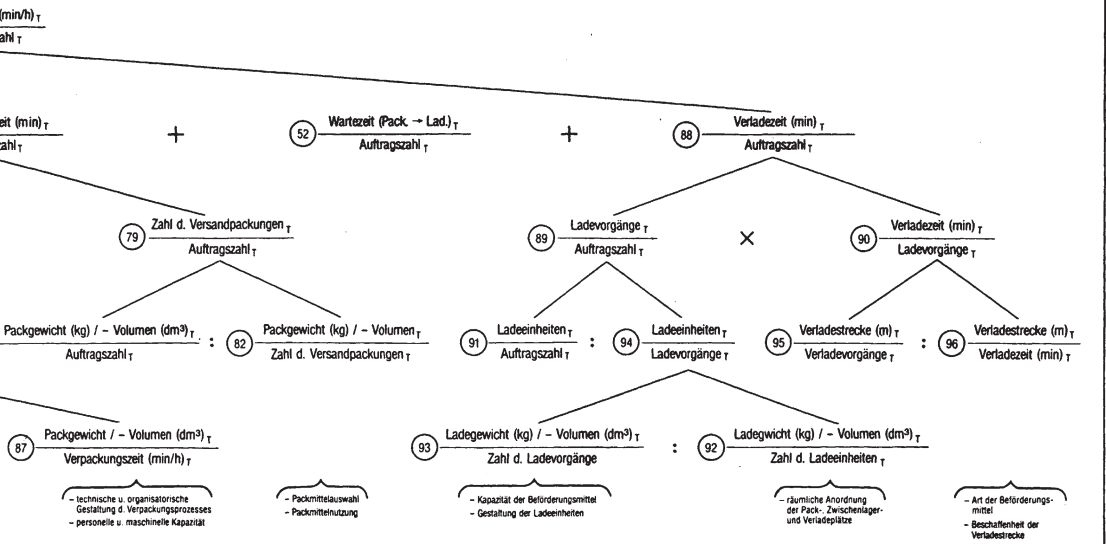 (min/h) T
ahl T
eit (min) T
zahl T
+
52 Wartezeit (Pack. → Lad.) T
Auftragszahl T
+
88 Verladezeit (min) T
Auftragszahl T
79 Zahl d. Versandpackungen T
Auftragszahl T
89 Ladevorgänge T
Auftragszahl T
×
90 Verladezeit (min) T
Ladevorgänge T
Packgewicht (kg) / – Volumen (dm³) T
Auftragszahl T
:
82 Packgewicht (kg) / – Volumen T
Zahl d. Versandpackungen T
91 Ladeeinheiten T
Auftragszahl T
:
94 Ladeeinheiten T
Ladevorgänge T
95 Verladestrecke (m) T
Verladevorgänge T
:
96 Verladestrecke (m) T
Verladezeit (min) T
87 Packgewicht / – Volumen (dm³) T
Verpackungszeit (min/h) T
93 Ladegewicht (kg) / – Volumen (dm³) T
Zahl d. Ladevorgänge
:
92 Ladegwicht (kg) / – Volumen (dm³) T
Zahl d. Ladeeinheiten T
– technische u. organisatorische
Gestaltung d. Verpackungsprozesses
– personelle u. maschinelle Kapazität
– Packmittelauswahl
– Packmittelnutzung
– Kapazität der Beförderungsmittel
– Gestaltung der Ladeeinheiten
– räumliche Anordnung
der Pack-, Zwischenlager-
und Verladeplätze
– Art der Beförderungs-
mittel
– Beschaffenheit der
Verladestrecke